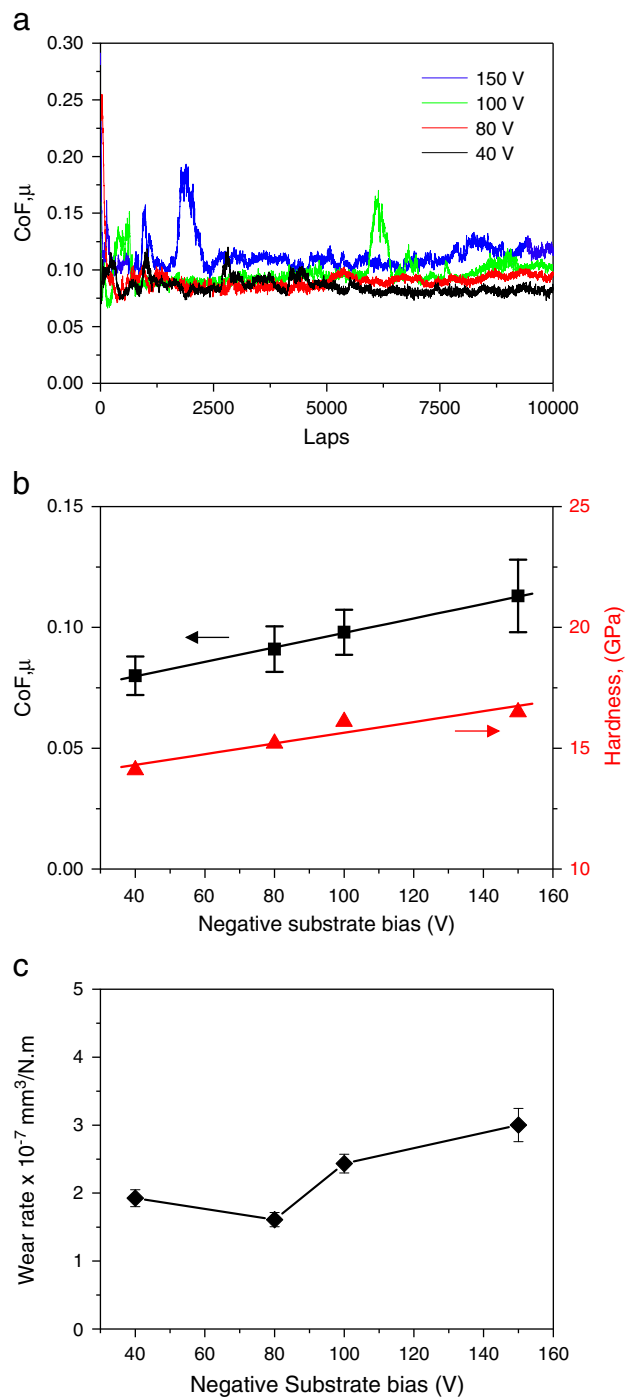 a
0.30
0.25
0.20
0.15
0.10
0.05
0.00
CoF,μ
150 V
100 V
80 V
40 V
0 2500 5000 7500 10000
Laps
b
0.15
0.10
0.05
0.00
CoF,μ
25
20
15
10
Hardness, (GPa)
40 60 80 100 120 140 160
Negative substrate bias (V)
c
5
4
3
2
1
0
Wear rate x 10⁻⁷ mm³/N.m
40 60 80 100 120 140 160
Negative Substrate bias (V)